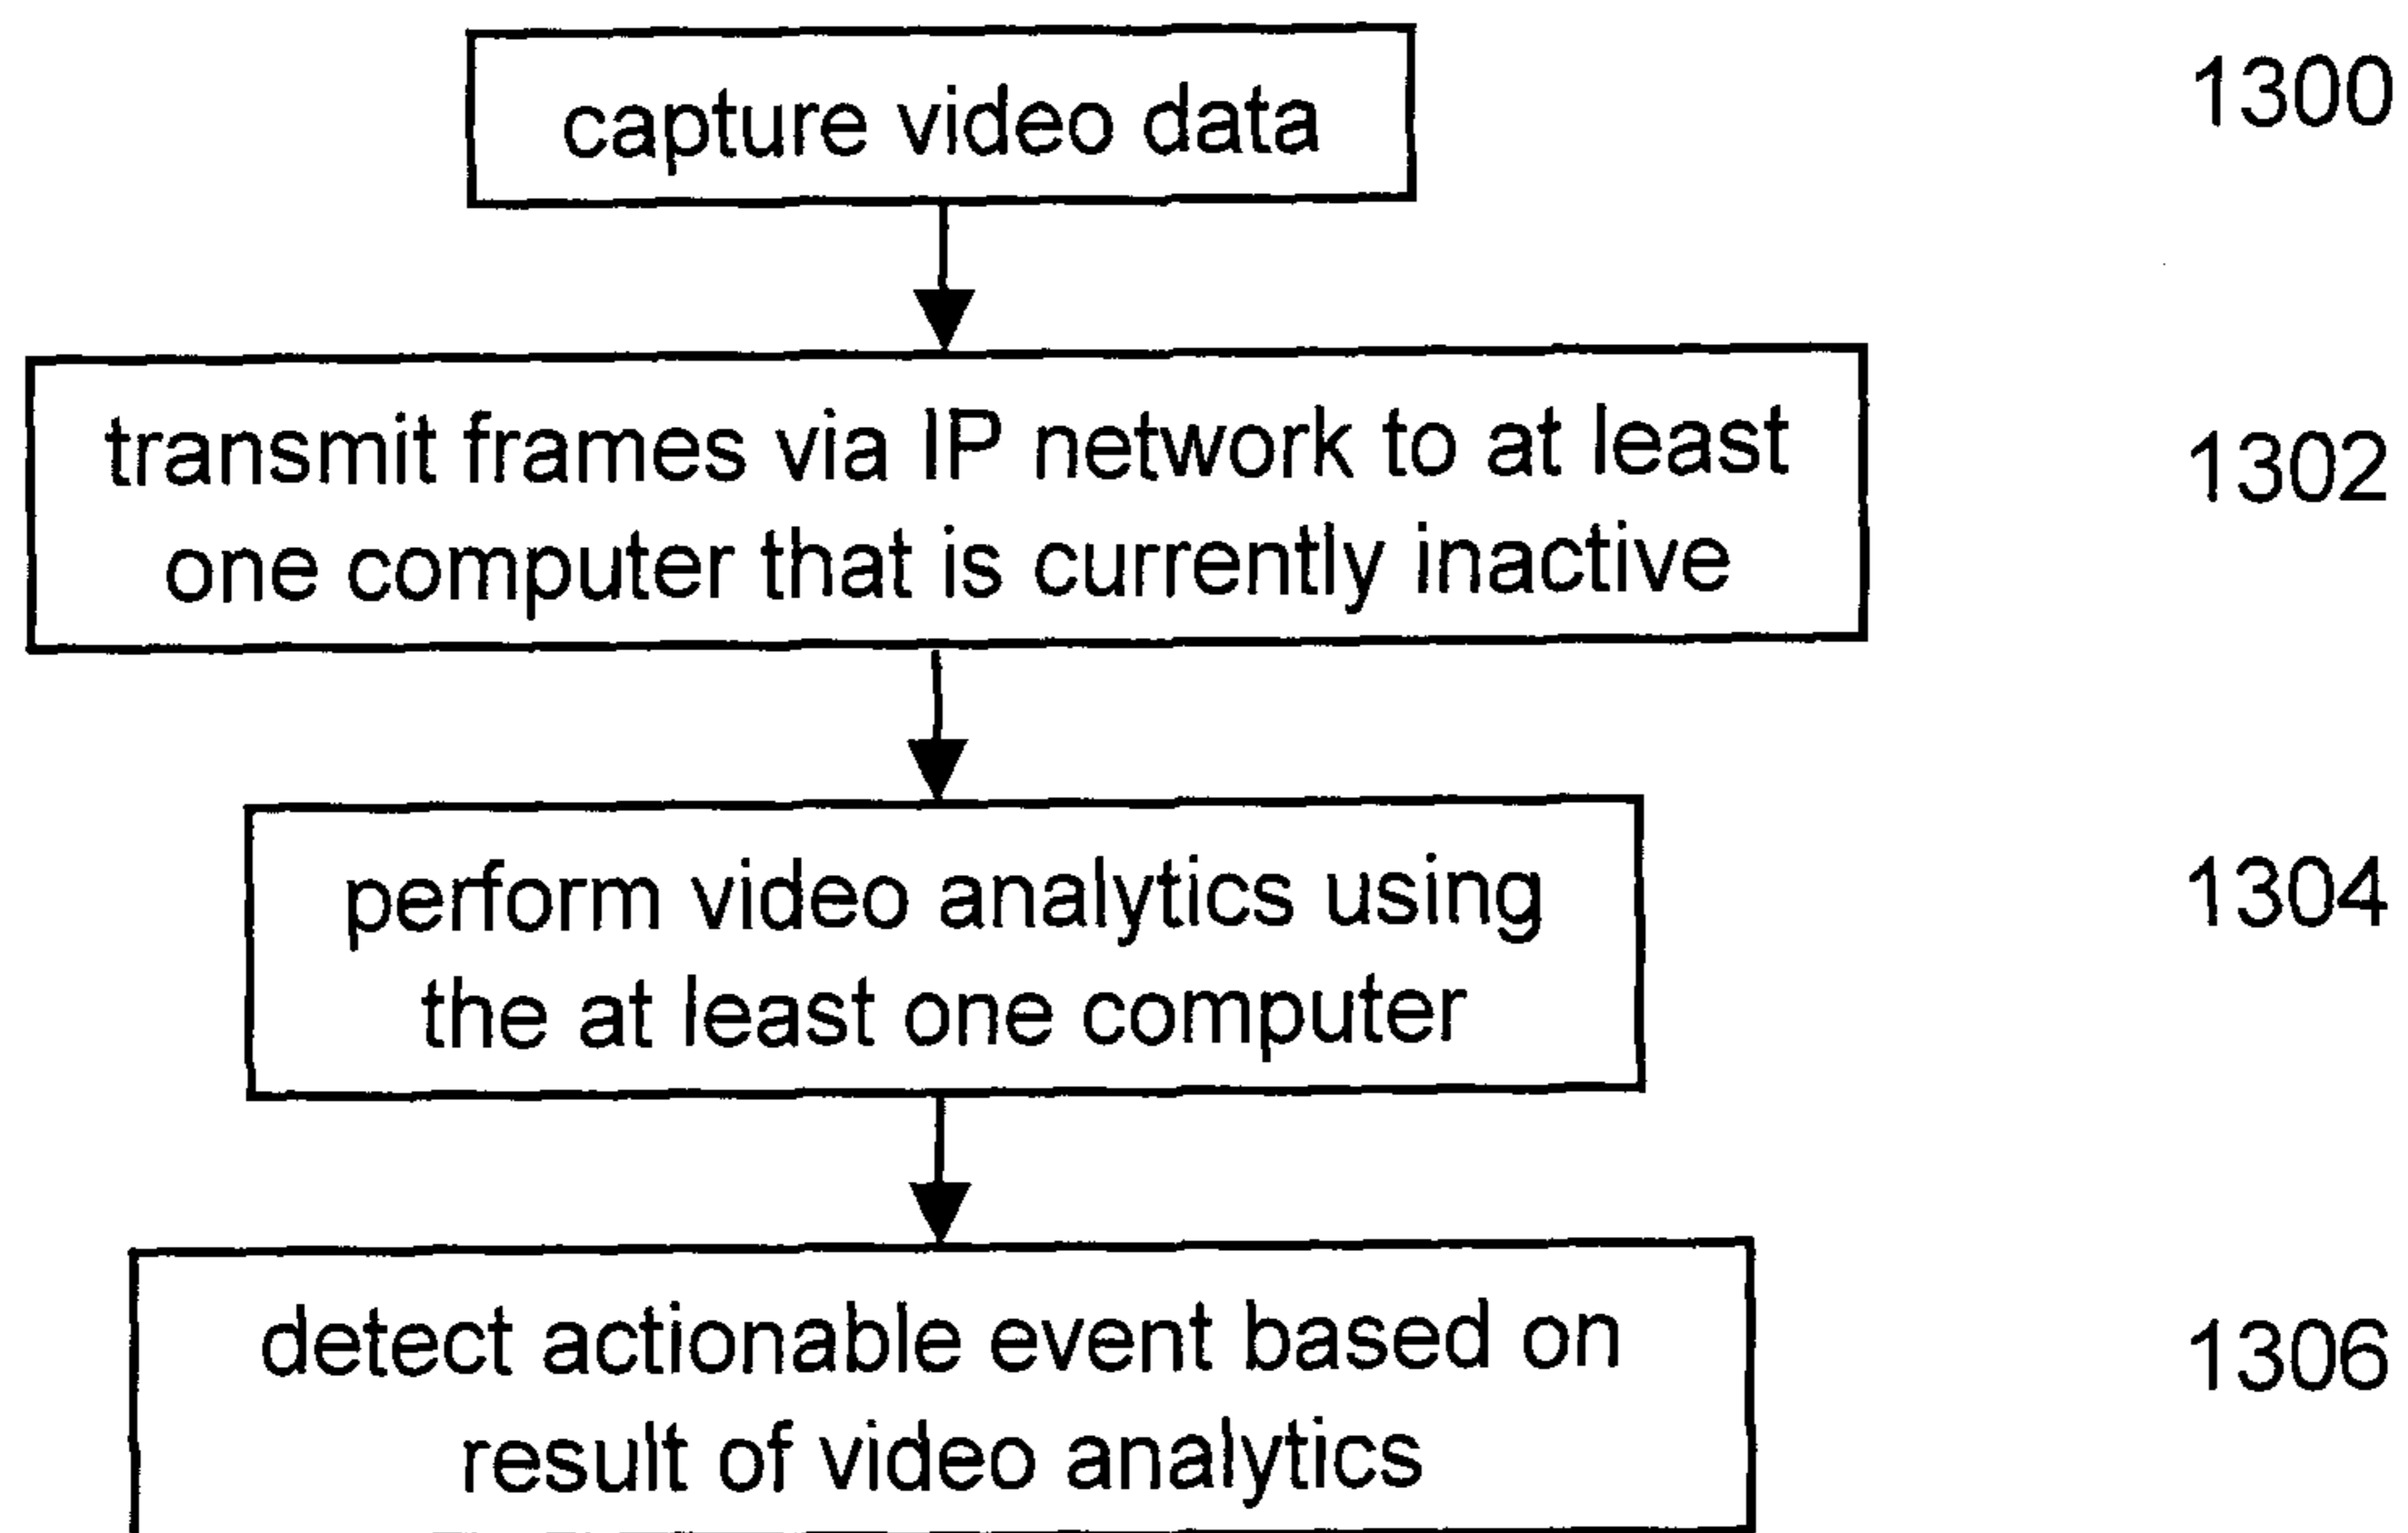 capture video data
1300
transmit frames via IP network to at least
one computer that is currently inactive
1302
perform video analytics using
the at least one computer
1304
detect actionable event based on
result of video analytics
1306